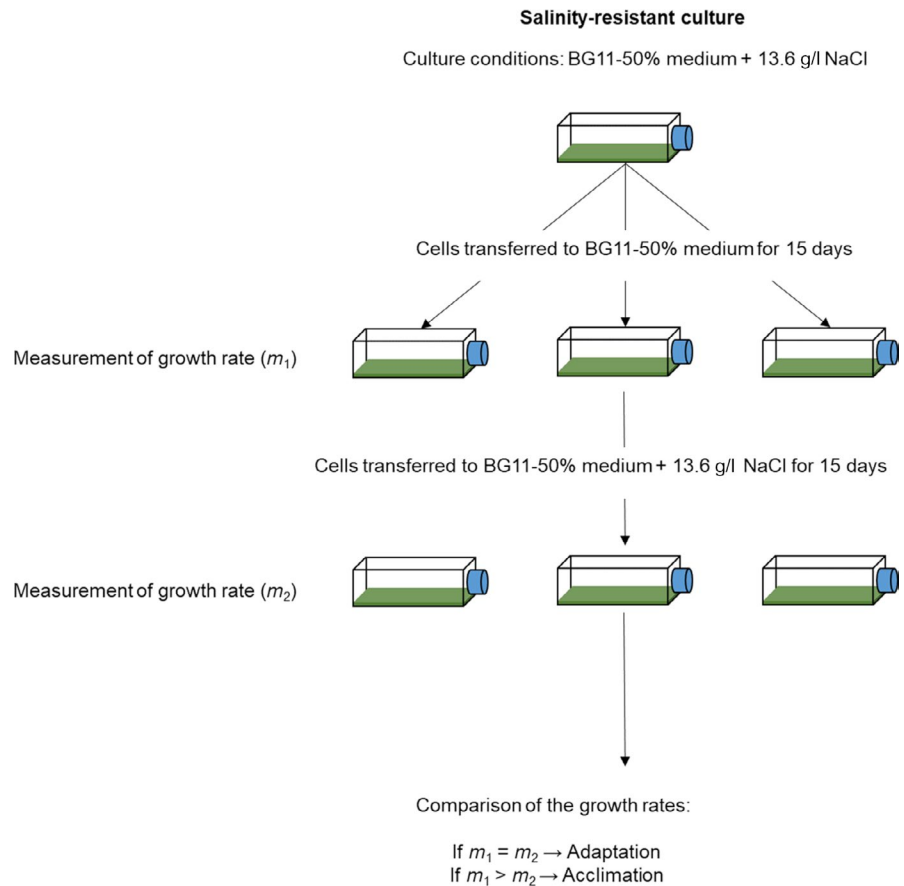 Salinity-resistant culture
Culture conditions: BG11-50% medium + 13.6 g/l NaCl
Cells transferred to BG11-50% medium for 15 days
Measurement of growth rate (m₁)
Cells transferred to BG11-50% medium + 13.6 g/l NaCl for 15 days
Measurement of growth rate (m₂)
Comparison of the growth rates:
If m₁ = m₂ → Adaptation
If m₁ > m₂ → Acclimation